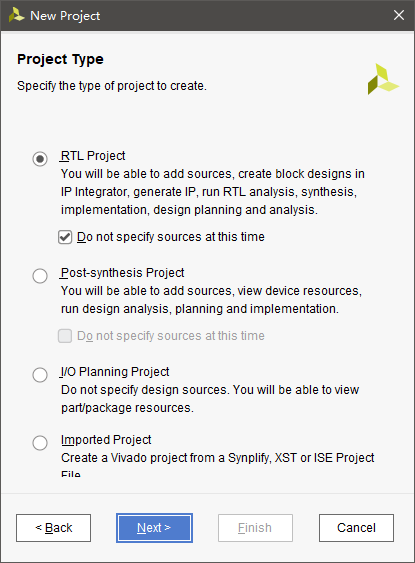 New Project
Project Type
Specify the type of project to create.
RTL Project
You will be able to add sources, create block designs in
IP Integrator, generate IP, run RTL analysis, synthesis,
implementation, design planning and analysis.
Do not specify sources at this time
Post-synthesis Project
You will be able to add sources, view device resources,
run design analysis, planning and implementation.
Do not specify sources at this time
I/O Planning Project
Do not specify design sources. You will be able to view
part/package resources.
Imported Project
Create a Vivado project from a Synplify, XST or ISE Project
File.
< Back
Next >
Finish
Cancel